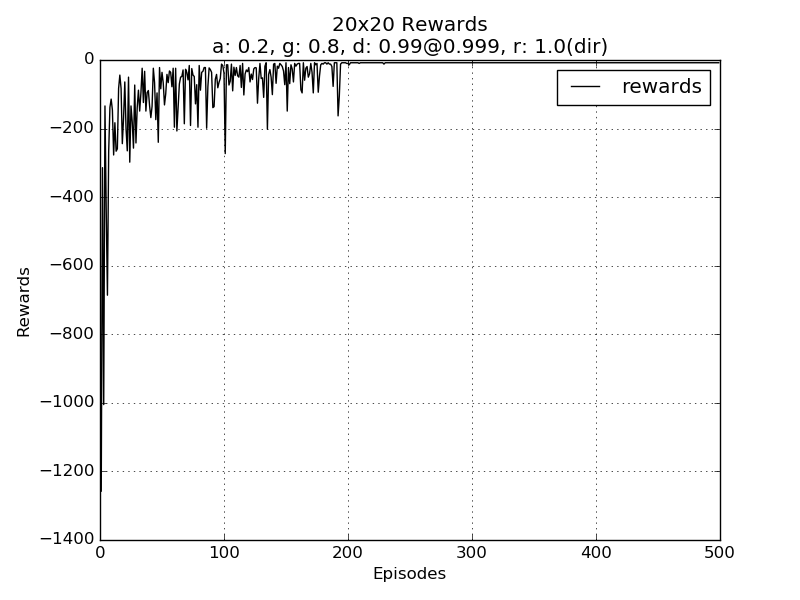 20x20 Rewards
a: 0.2, g: 0.8, d: 0.99@0.999, r: 1.0(dir)
rewards
0
−200
−400
−600
−800
−1000
−1200
−1400
Rewards
0 100 200 300 400 500
Episodes